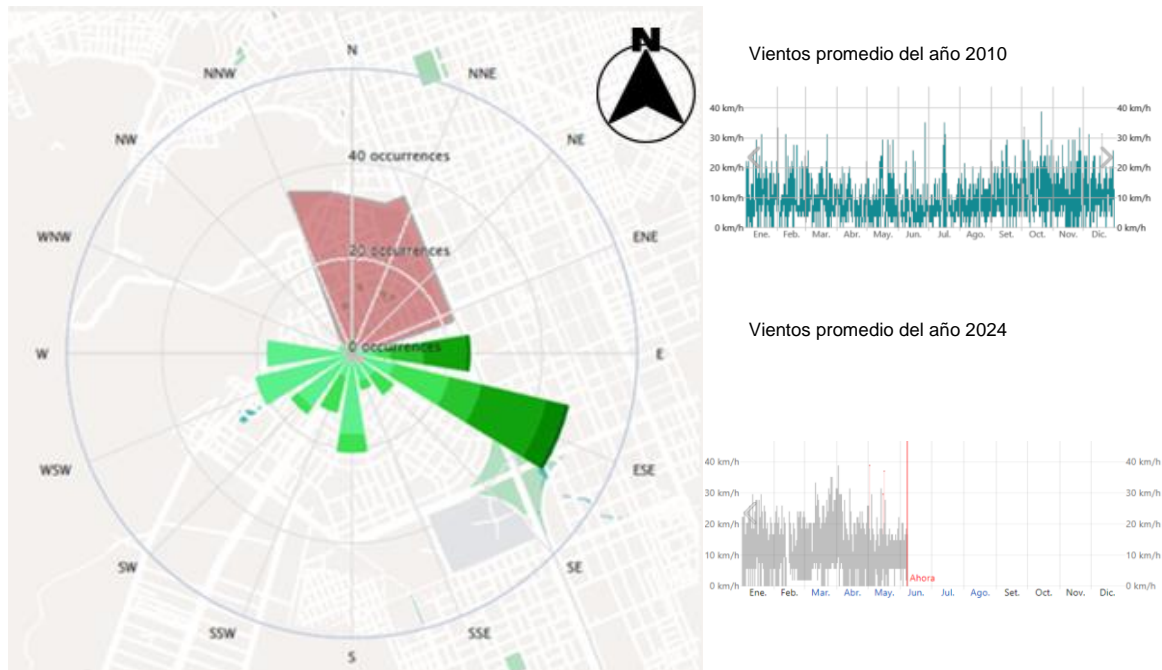 N
N
NNW
NNE
NW
NE
40 occurrences
WNW
ENE
20 occurrences
0 occurrences
W
E
WSW
ESE
SW
SE
SSW
SSE
S
Vientos promedio del año 2010
40 km/h 40 km/h
30 km/h 30 km/h
20 km/h 20 km/h
10 km/h 10 km/h
0 km/h 0 km/h
Ene. Feb. Mar. Abr. May. Jun. Jul. Ago. Set. Oct. Nov. Dic.
Vientos promedio del año 2024
40 km/h 40 km/h
30 km/h 30 km/h
20 km/h 20 km/h
10 km/h 10 km/h
Ahora
0 km/h 0 km/h
Ene. Feb. Mar. Abr. May. Jun. Jul. Ago. Set. Oct. Nov. Dic.